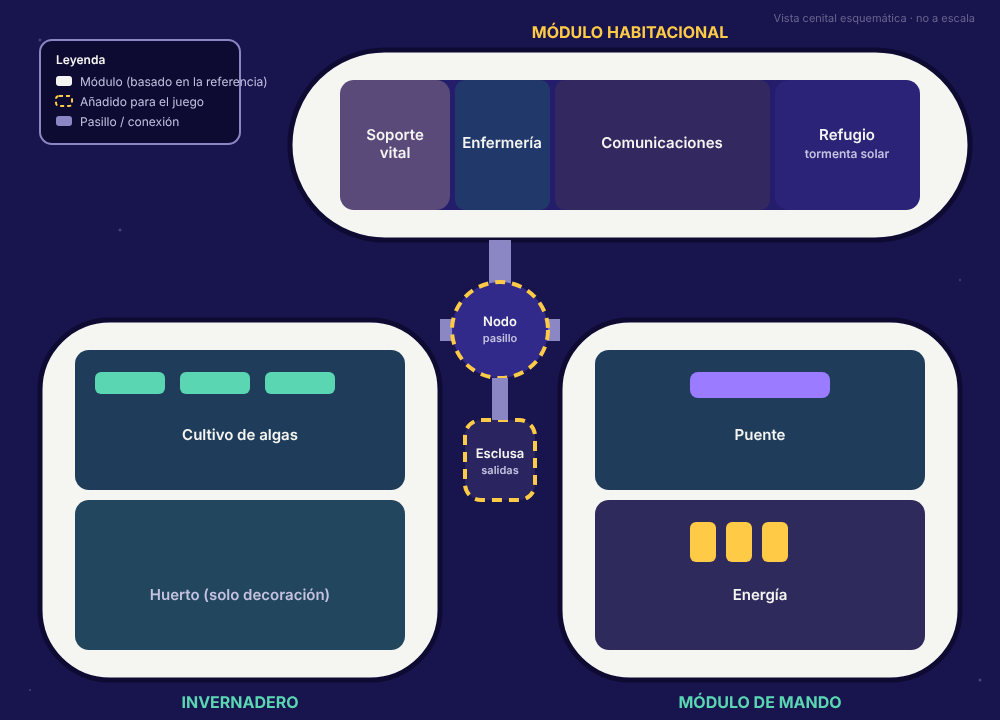 Vista cenital esquemática · no a escala
MÓDULO HABITACIONAL
Leyenda
Módulo (basado en la referencia)
Añadido para el juego
Pasillo / conexión
Soporte
vital
Enfermería
Comunicaciones
Refugio
tormenta solar
Nodo
pasillo
Esclusa
salidas
Cultivo de algas
Huerto (solo decoración)
Puente
Energía
INVERNADERO
MÓDULO DE MANDO